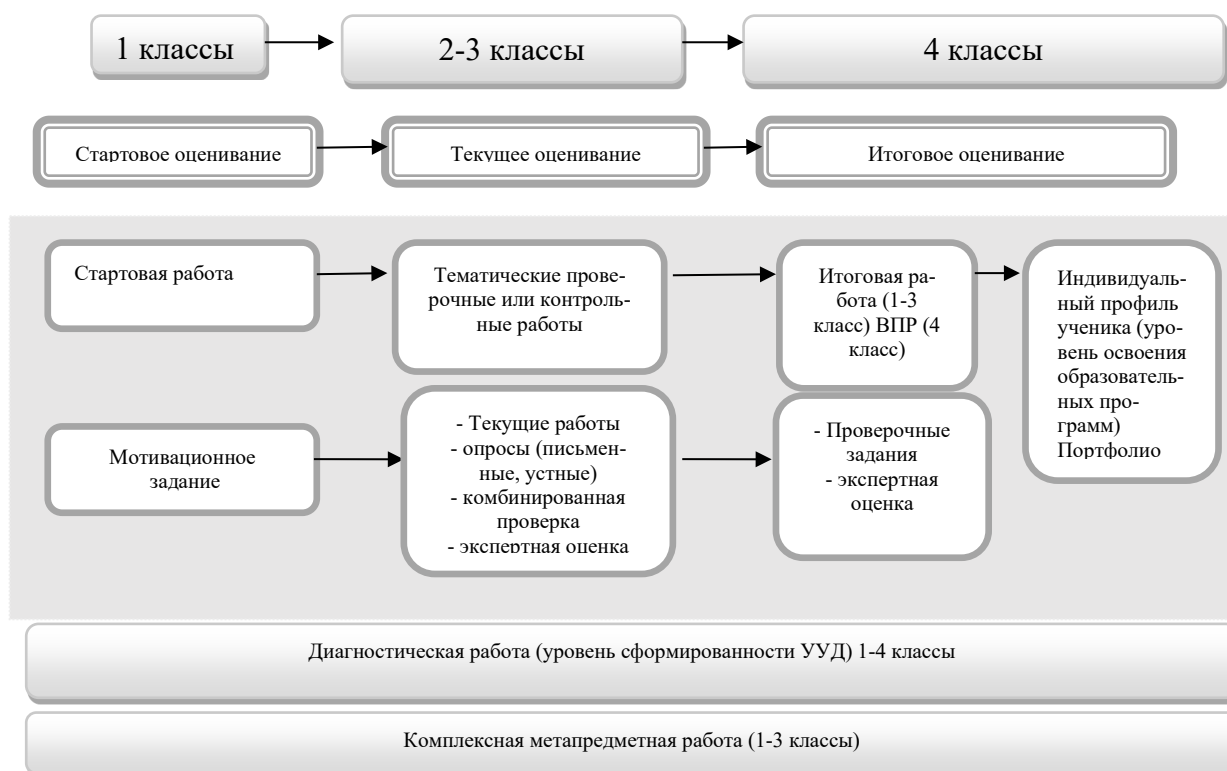 1 классы
2-3 классы
4 классы
Стартовое оценивание
Текущее оценивание
Итоговое оценивание
Стартовая работа
Тематические прове-
рочные или контроль-
ные работы
Итоговая ра-
бота (1-3
класс) ВПР (4
класс)
Индивидуаль-
ный профиль
ученика (уро-
вень освоения
образователь-
ных про-
грамм)
Портфолио
Мотивационное
задание
- Текущие работы
- опросы (письмен-
ные, устные)
- комбинированная
проверка
- экспертная оценка
- Проверочные
задания
- экспертная
оценка
Диагностическая работа (уровень сформированности УУД) 1-4 классы
Комплексная метапредметная работа (1-3 классы)